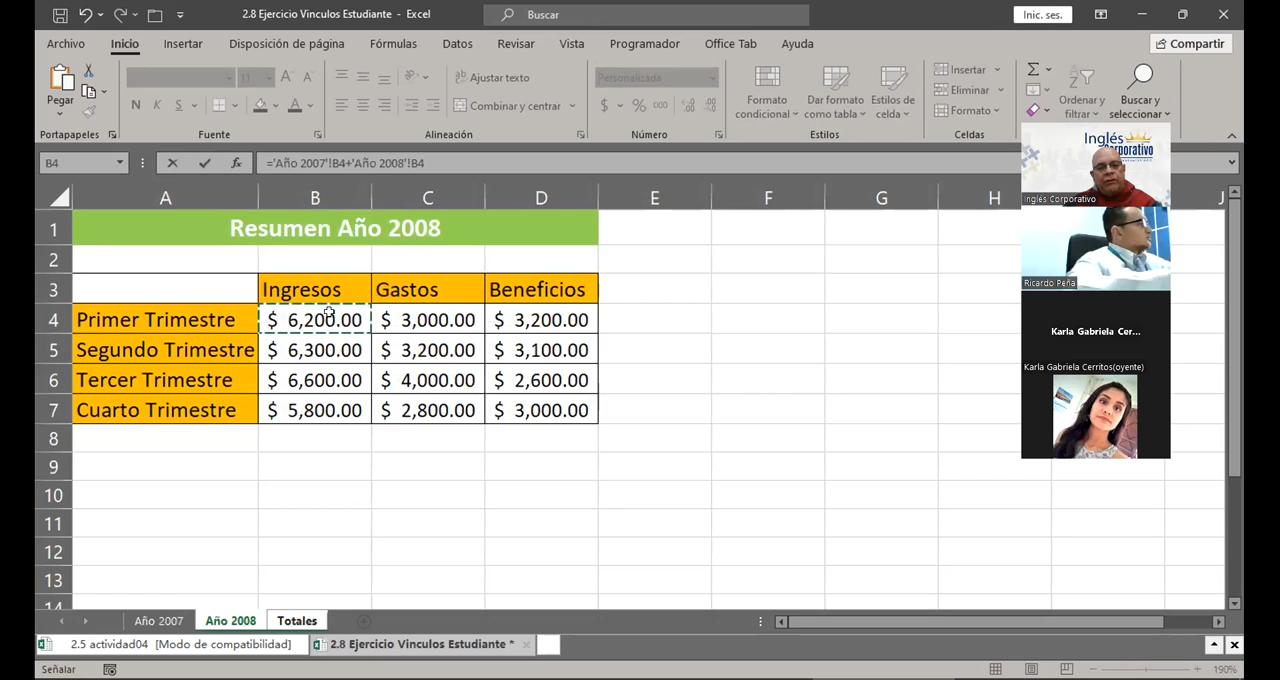 2.8 Ejercicio Vinculos Estudiante - Excel
Buscar
Inic. ses.
Archivo Inicio Insertar Disposición de página Fórmulas Datos Revisar Vista Programador Office Tab Ayuda
Compartir
Pegar
Portapapeles
11
N K S
Fuente
Ajustar texto
Combinar y centrar
Alineación
Personalizada
$ % 000
Número
Formato condicional
Dar formato como tabla
Estilos de celda
Estilos
Insertar
Eliminar
Formato
Celdas
Ordenar y filtrar
Buscar y seleccionar
B4
fx
='Año 2007'!B4+'Año 2008'!B4
A B C D E F G H J
1 Resumen Año 2008
2
3 Ingresos Gastos Beneficios
4 Primer Trimestre $ 6,200.00 $ 3,000.00 $ 3,200.00
5 Segundo Trimestre $ 6,300.00 $ 3,200.00 $ 3,100.00
6 Tercer Trimestre $ 6,600.00 $ 4,000.00 $ 2,600.00
7 Cuarto Trimestre $ 5,800.00 $ 2,800.00 $ 3,000.00
8
9
10
11
12
13
14
Inglés
Corporativo
Inglés Corporativo
Ricardo Peña
Karla Gabriela Cer...
Karla Gabriela Cerritos(oyente)
Año 2007 Año 2008 Totales
2.5 actividad04 [Modo de compatibilidad] 2.8 Ejercicio Vinculos Estudiante *
Señalar
190%